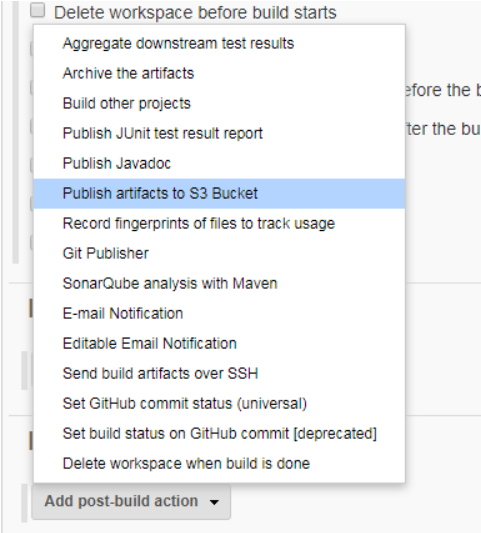 Delete workspace before build starts
Aggregate downstream test results
Archive the artifacts
Build other projects
efore the b
Publish JUnit test result report
ter the bu
Publish Javadoc
Publish artifacts to S3 Bucket
Record fingerprints of files to track usage
Git Publisher
SonarQube analysis with Maven
E-mail Notification
Editable Email Notification
Send build artifacts over SSH
Set GitHub commit status (universal)
Set build status on GitHub commit [deprecated]
Delete workspace when build is done
Add post-build action